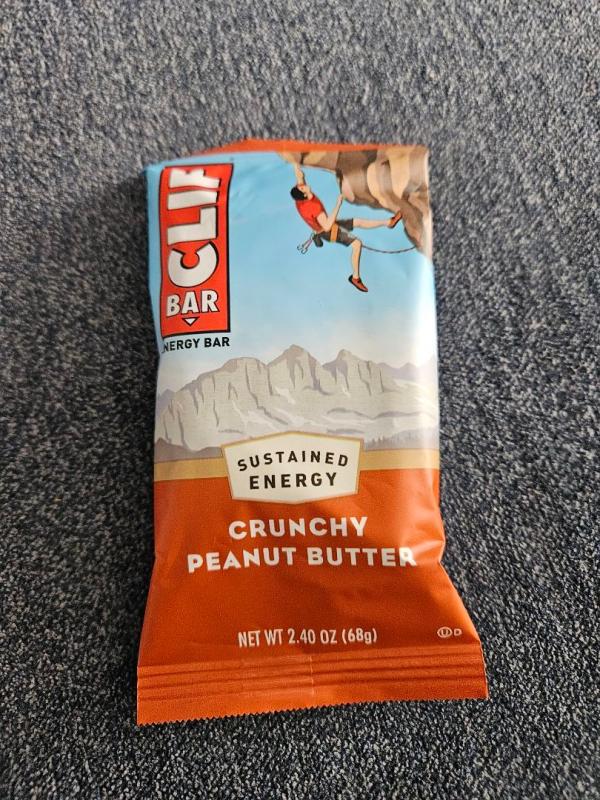 CLIF
BAR
ENERGY BAR
SUSTAINED
ENERGY
CRUNCHY
PEANUT BUTTER
NET WT 2.40 OZ (68g)
U D